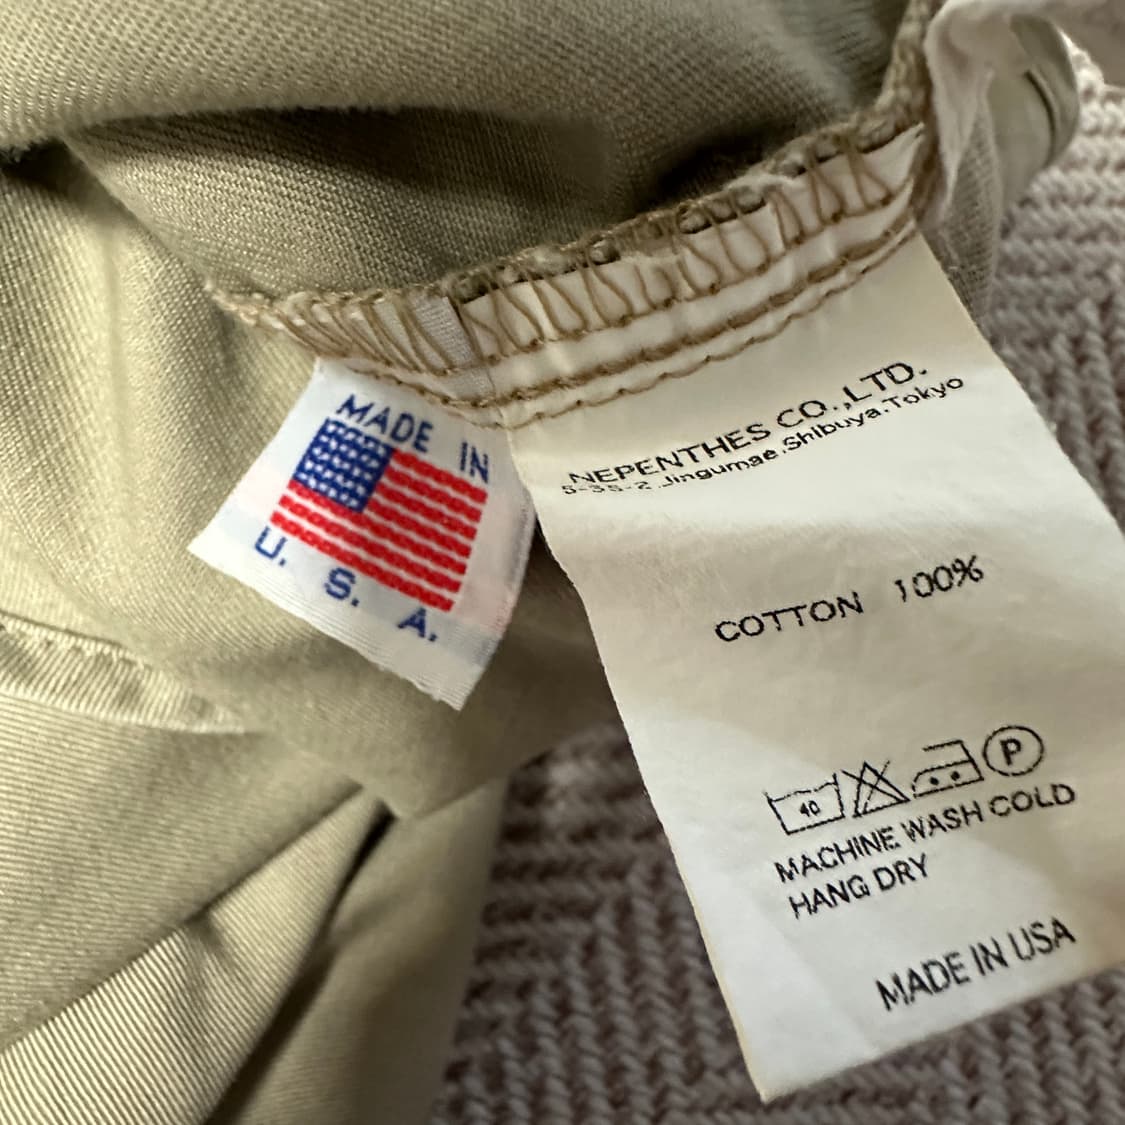 MADE IN
U. S. A.
NEPENTHES CO.,LTD.
5-35-2 Jingumae.Shibuya.Tokyo
COTTON 100%
40
P
MACHINE WASH COLD
HANG DRY
MADE IN USA